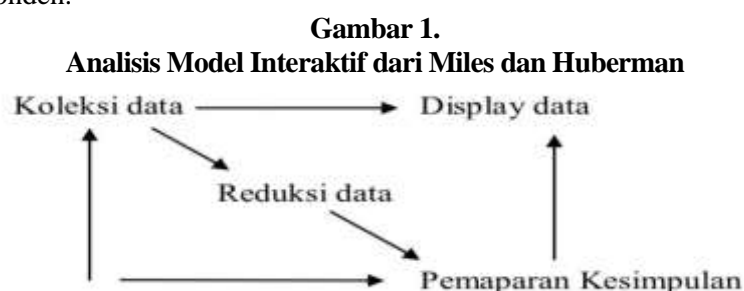 Gambar 1.
Analisis Model Interaktif dari Miles dan Huberman
Koleksi data Display data
Reduksi data
Pemaparan Kesimpulan